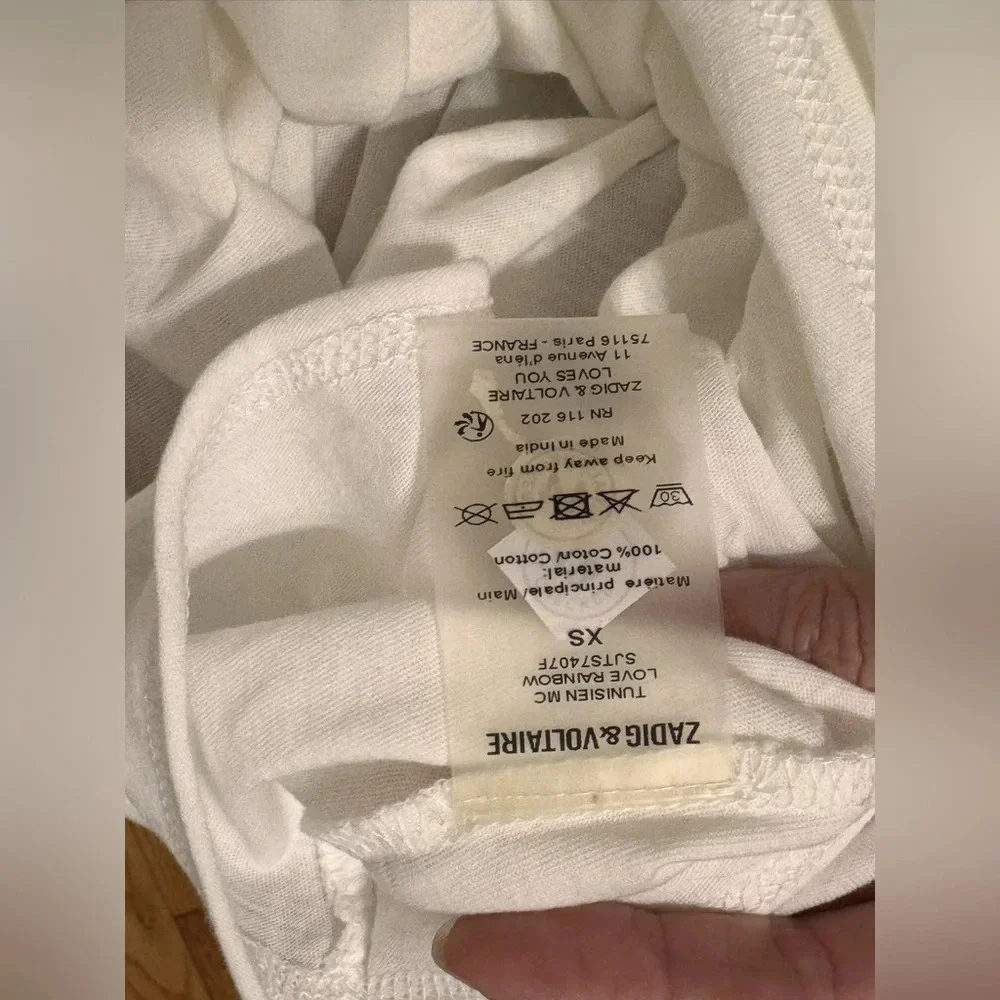 ZADIG&VOLTAIRE
TUNISIEN MC
LOVE RAINBOW
SJTS7407F
XS
Matière principale/ Main
material:
100% Coton/ Cotton
30
Keep away from fire
Made in India
RN 116 202
ZADIG & VOLTAIRE
LOVES YOU
11 Avenue d'Iéna
75116 Paris - FRANCE